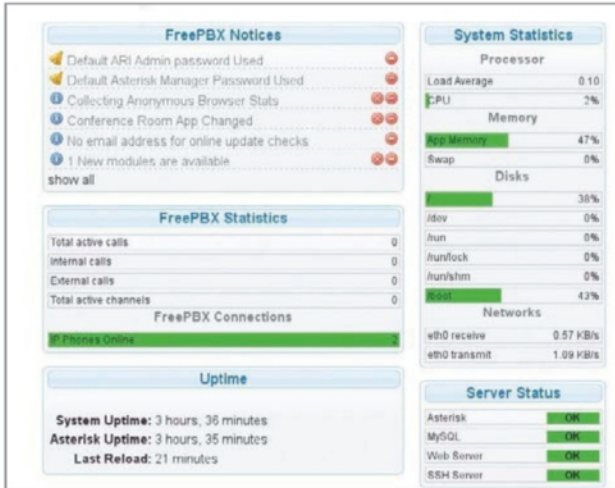 FreePBX Notices
Default ARI Admin password Used
Default Asterisk Manager Password Used
Collecting Anonymous Browser Stats
Conference Room App Changed
No email address for online update checks
1 New modules are available
show all
FreePBX Statistics
Total active calls 0
Internal calls 0
External calls 0
Total active channels 0
FreePBX Connections
IP Phones Online 2
Uptime
System Uptime: 3 hours, 36 minutes
Asterisk Uptime: 3 hours, 35 minutes
Last Reload: 21 minutes
System Statistics
Processor
Load Average 0.10
CPU 2%
Memory
App Memory 47%
Swap 0%
Disks
/ 38%
/dev 0%
/run 0%
/run/lock 0%
/run/shm 0%
/boot 43%
Networks
eth0 receive 0.57 KB/s
eth0 transmit 1.09 KB/s
Server Status
Asterisk OK
MySQL OK
Web Server OK
SSH Server OK